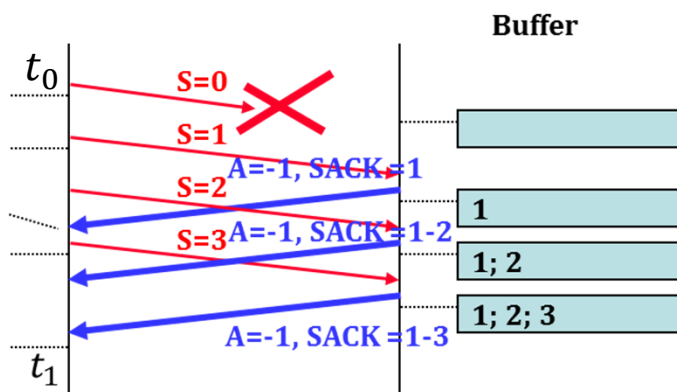 Buffer
t0
S=0
S=1
A=-1, SACK =1
S=2
1
A=-1, SACK =1-2
S=3
1; 2
1; 2; 3
A=-1, SACK =1-3
t1